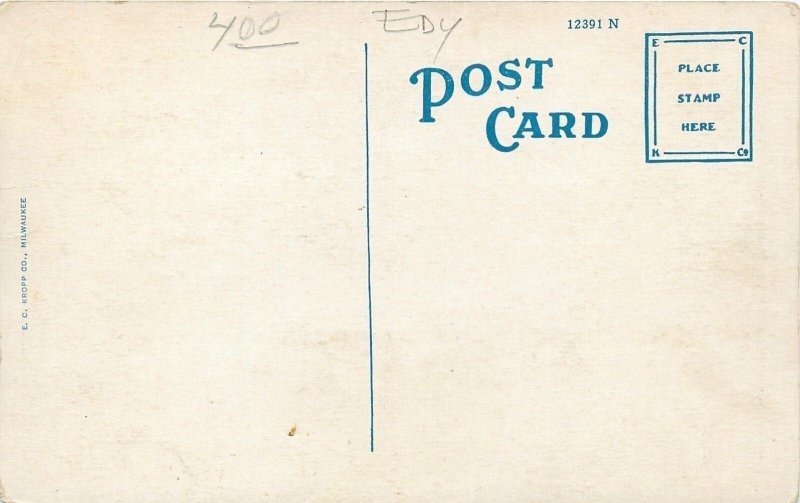 400
EDY
12391 N
POST
CARD
E C
PLACE
STAMP
HERE
K Co
E. C. KROPP CO., MILWAUKEE